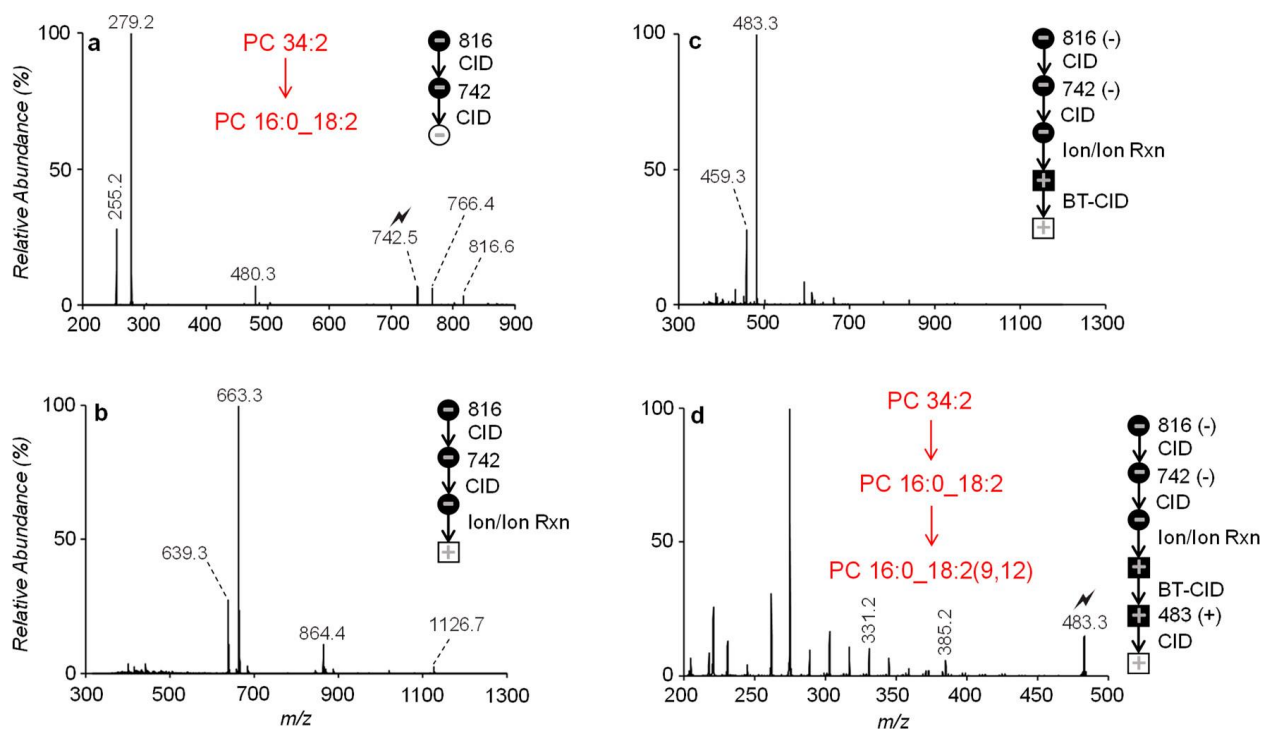 a
Relative Abundance (%)
100
50
0
279.2
255.2
480.3
742.5
766.4
816.6
PC 34:2
PC 16:0_18:2
816
CID
742
CID
−
200 300 400 500 600 700 800 900
c
100
50
0
483.3
459.3
816 (-)
CID
742 (-)
CID
Ion/Ion Rxn
+
BT-CID
+
300 500 700 900 1100 1300
b
Relative Abundance (%)
100
50
0
663.3
639.3
864.4
1126.7
816
CID
742
CID
Ion/Ion Rxn
+
300 500 700 900 1100 1300
m/z
d
100
50
0
331.2
385.2
483.3
PC 34:2
PC 16:0_18:2
PC 16:0_18:2(9,12)
816 (-)
CID
742 (-)
CID
Ion/Ion Rxn
+
BT-CID
483 (+)
CID
+
200 250 300 350 400 450 500
m/z